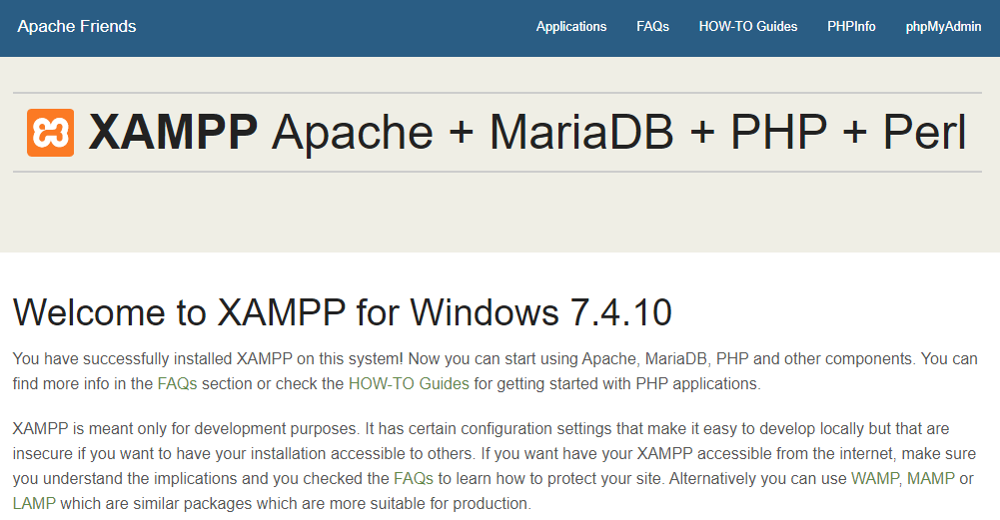 Apache Friends
Applications FAQs HOW-TO Guides PHPInfo phpMyAdmin
XAMPP Apache + MariaDB + PHP + Perl
Welcome to XAMPP for Windows 7.4.10
You have successfully installed XAMPP on this system! Now you can start using Apache, MariaDB, PHP and other components. You can
find more info in the FAQs section or check the HOW-TO Guides for getting started with PHP applications.
XAMPP is meant only for development purposes. It has certain configuration settings that make it easy to develop locally but that are
insecure if you want to have your installation accessible to others. If you want have your XAMPP accessible from the internet, make sure
you understand the implications and you checked the FAQs to learn how to protect your site. Alternatively you can use WAMP, MAMP or
LAMP which are similar packages which are more suitable for production.